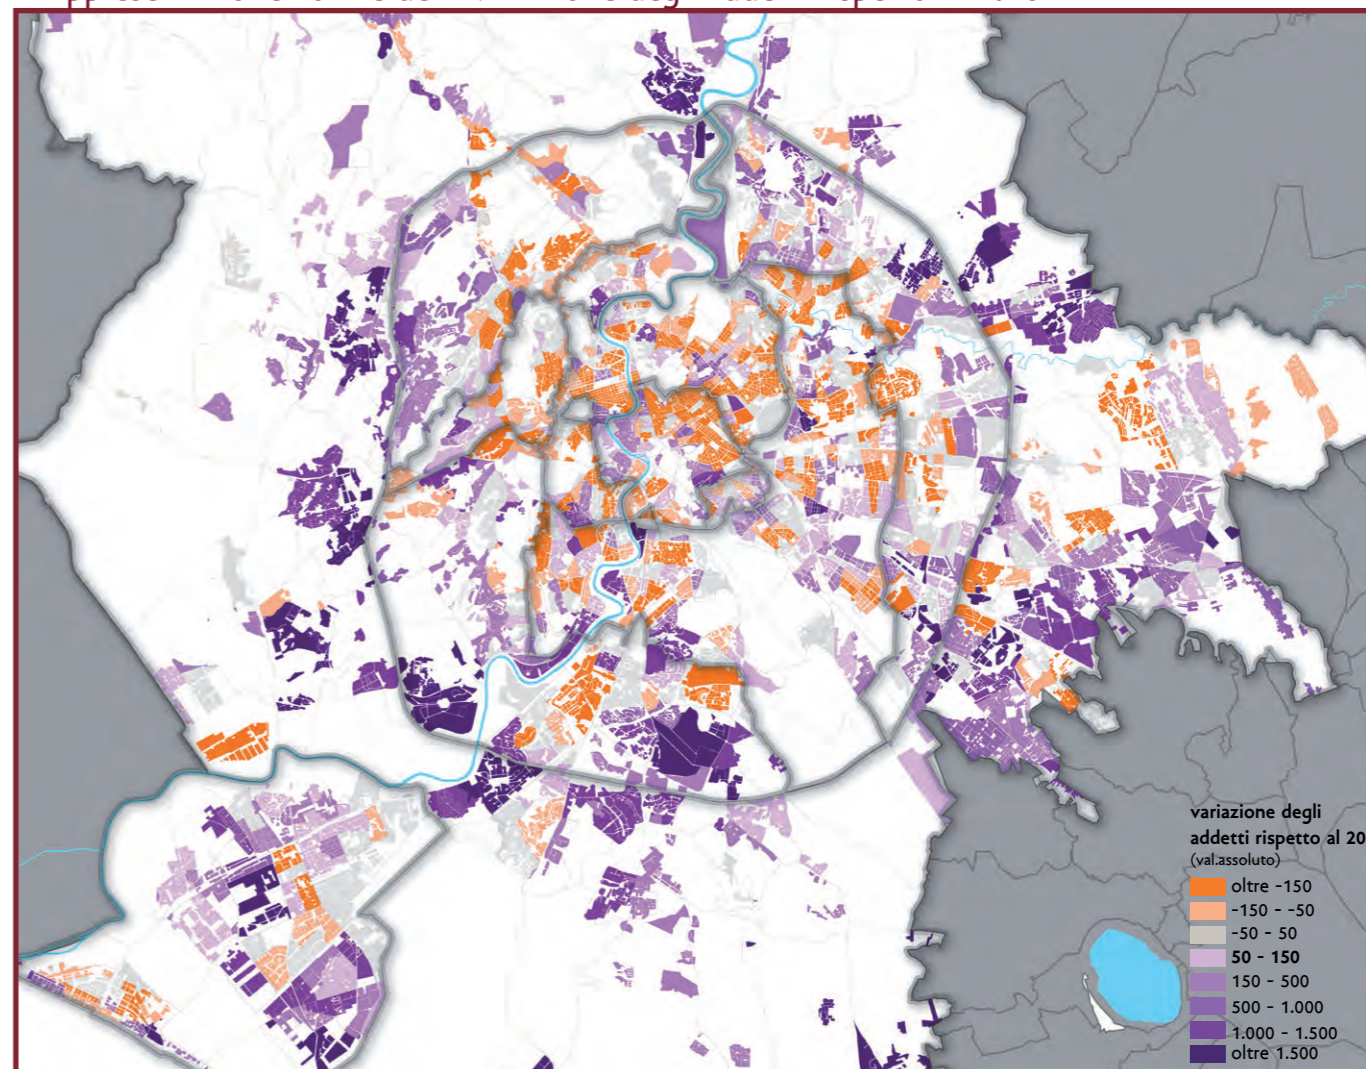 variazione degli
addetti rispetto al 20
(val.assoluto)
oltre -150
-150 - -50
-50 - 50
50 - 150
150 - 500
500 - 1.000
1.000 - 1.500
oltre 1.500